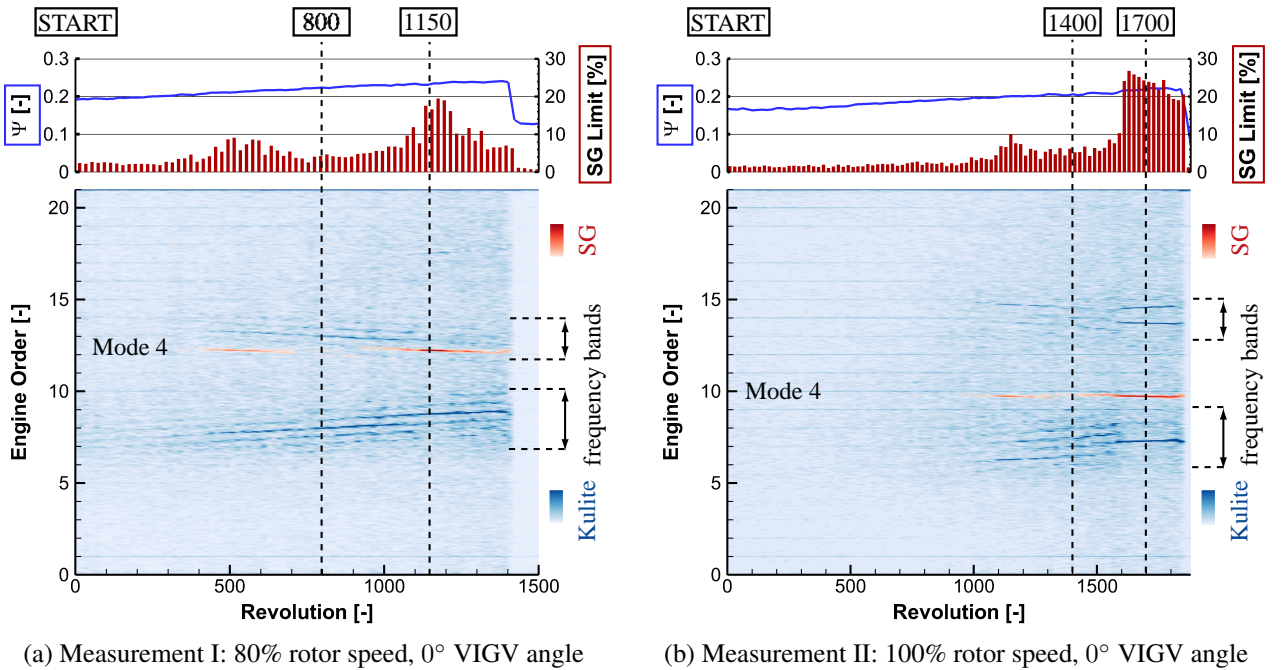 START 800 1150
0.3 30
0.2 20
0.1 10
0 0
Ψ [-]
SG Limit [%]
20
15
10
5
0
Engine Order [-]
Mode 4
SG
frequency bands
Kulite
0 500 1000 1500
Revolution [-]
(a) Measurement I: 80% rotor speed, 0° VIGV angle
START 1400 1700
0.3 30
0.2 20
0.1 10
0 0
Ψ [-]
SG Limit [%]
20
15
10
5
0
Engine Order [-]
Mode 4
SG
frequency bands
Kulite
0 500 1000 1500
Revolution [-]
(b) Measurement II: 100% rotor speed, 0° VIGV angle